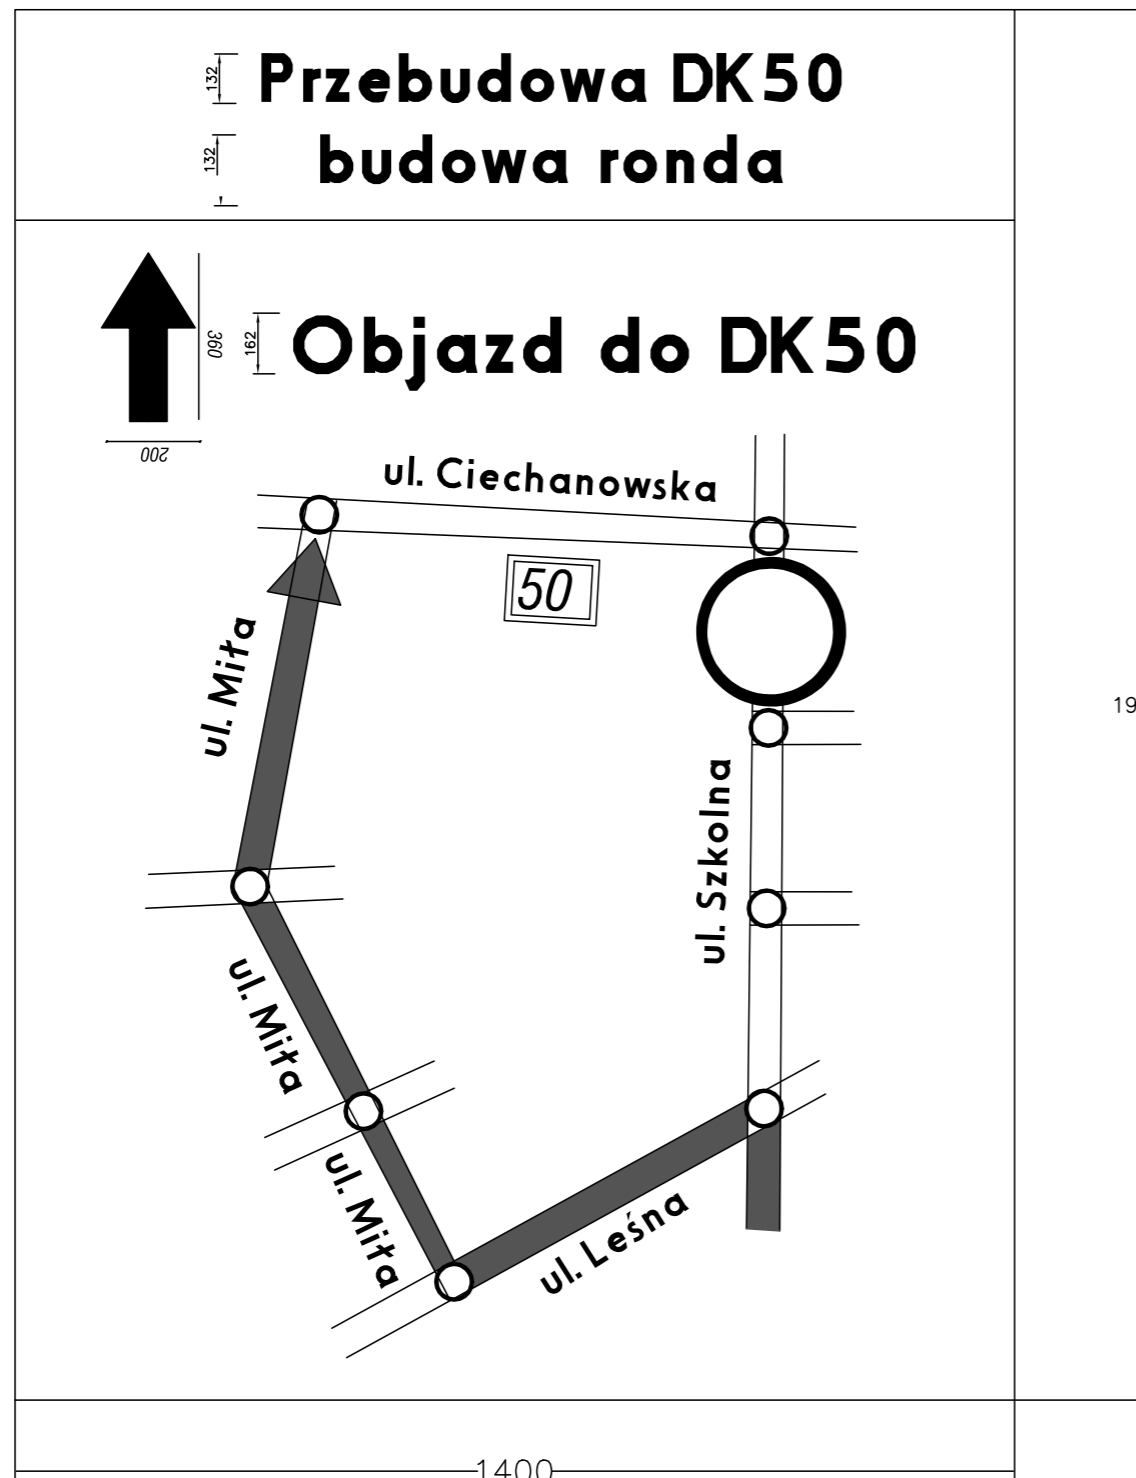 132
Przebudowa DK50
132
budowa ronda
360
162
Objazd do DK50
200
ul. Ciechanowska
50
ul. Miła
19
ul. Szkolna
ul. Miła
ul. Miła
ul. Leśna
1400